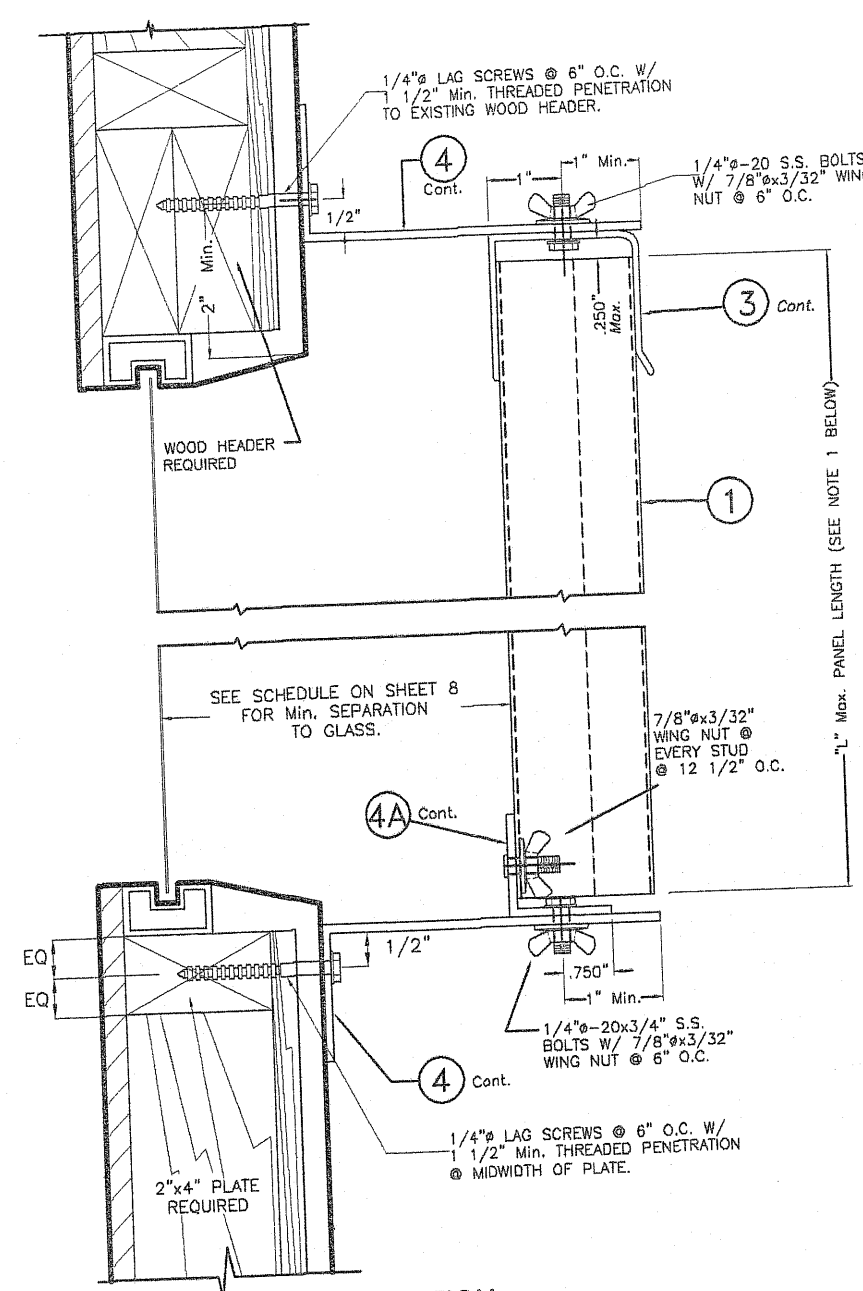 1/4"ø LAG SCREWS @ 6" O.C. W/
1 1/2" Min. THREADED PENETRATION
TO EXISTING WOOD HEADER.
4
Cont.
1"
1" Min.
1/4"ø-20 S.S. BOLTS
W/ 7/8"øx3/32" WING
NUT @ 6" O.C.
1/2"
2" Min.
.250"
Max.
3 Cont.
WOOD HEADER
REQUIRED
1
"L" Max. PANEL LENGTH (SEE NOTE 1 BELOW)
SEE SCHEDULE ON SHEET 8
FOR Min. SEPARATION
TO GLASS.
7/8"øx3/32"
WING NUT @
EVERY STUD
@ 12 1/2" O.C.
4A Cont.
EQ
EQ
1/2"
.750"
1" Min.
1/4"ø-20x3/4" S.S.
BOLTS W/ 7/8"øx3/32"
WING NUT @ 6" O.C.
4 Cont.
1/4"ø LAG SCREWS @ 6" O.C. W/
1 1/2" Min. THREADED PENETRATION
@ MIDWIDTH OF PLATE.
2"x4" PLATE
REQUIRED